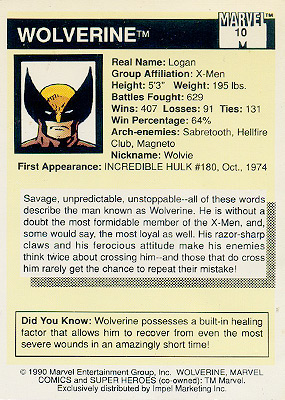 WOLVERINE™
MARVEL™
10
M
Real Name: Logan
Group Affiliation: X-Men
Height: 5'3" Weight: 195 lbs.
Battles Fought: 629
Wins: 407 Losses: 91 Ties: 131
Win Percentage: 64%
Arch-enemies: Sabretooth, Hellfire
Club, Magneto
Nickname: Wolvie
First Appearance: INCREDIBLE HULK #180, Oct., 1974
Savage, unpredictable, unstoppable--all of these
words describe the man known as Wolverine. He is without a
doubt the most formidable member of the X-Men, and,
some would say, the most loyal as well. His razor-sharp
claws and his ferocious attitude make his enemies
think twice about crossing him--and those that do cross
him rarely get the chance to repeat their mistake!
Did You Know: Wolverine possesses a built-in healing
factor that allows him to recover from even the most
severe wounds in an amazingly short time!
© 1990 Marvel Entertainment Group, Inc. WOLVERINE, MARVEL
COMICS and SUPER HEROES (co-owned): TM Marvel.
Exclusively distributed by Impel Marketing Inc.